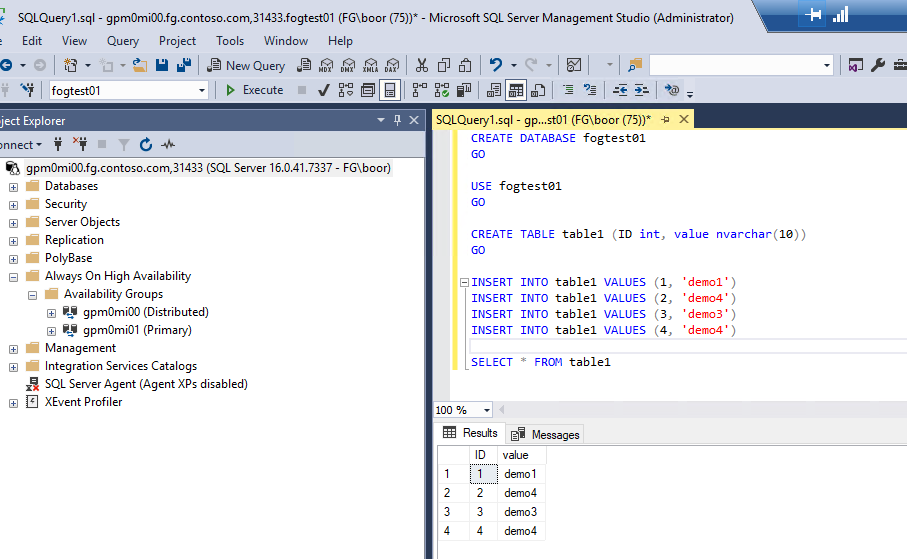 SQLQuery1.sql - gpm0mi00.fg.contoso.com,31433.fogtest01 (FG\boor (75))* - Microsoft SQL Server Management Studio (Administrator)
Edit View Query Project Tools Window Help
New Query MDX DMX XMLA DAX
fogtest01 Execute
ject Explorer
onnect
gpm0mi00.fg.contoso.com,31433 (SQL Server 16.0.41.7337 - FG\boor)
Databases
Security
Server Objects
Replication
PolyBase
Always On High Availability
Availability Groups
gpm0mi00 (Distributed)
gpm0mi01 (Primary)
Management
Integration Services Catalogs
SQL Server Agent (Agent XPs disabled)
XEvent Profiler
SQLQuery1.sql - gp...st01 (FG\boor (75))*
CREATE DATABASE fogtest01
GO
USE fogtest01
GO
CREATE TABLE table1 (ID int, value nvarchar(10))
GO
INSERT INTO table1 VALUES (1, 'demo1')
INSERT INTO table1 VALUES (2, 'demo4')
INSERT INTO table1 VALUES (3, 'demo3')
INSERT INTO table1 VALUES (4, 'demo4')
SELECT * FROM table1
100 %
Results Messages
ID value
1 1 demo1
2 2 demo4
3 3 demo3
4 4 demo4